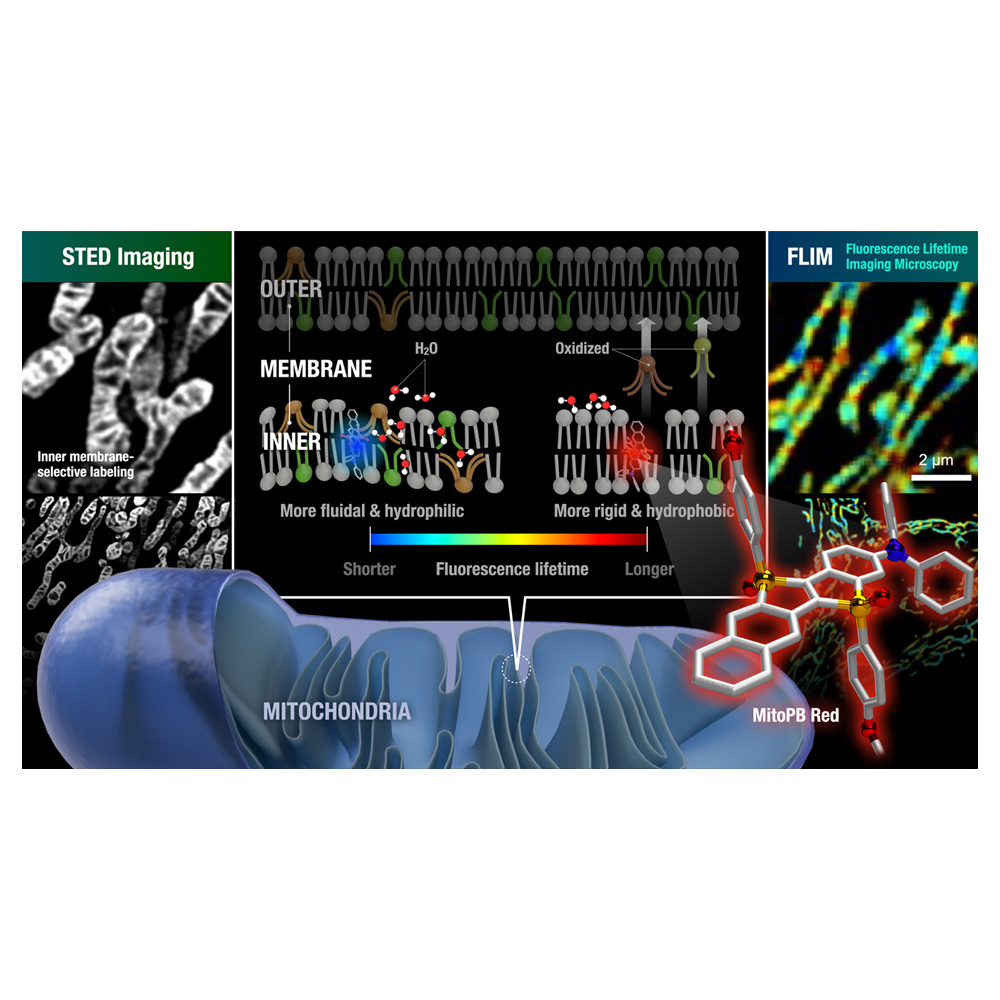 STED Imaging
Inner membrane-
selective labeling
OUTER
MEMBRANE
INNER
H₂O
Oxidized
More fluidal & hydrophilic
More rigid & hydrophobic
Shorter
Fluorescence lifetime
Longer
MITOCHONDRIA
FLIM
Fluorescence Lifetime
Imaging Microscopy
2 μm
MitoPB Red